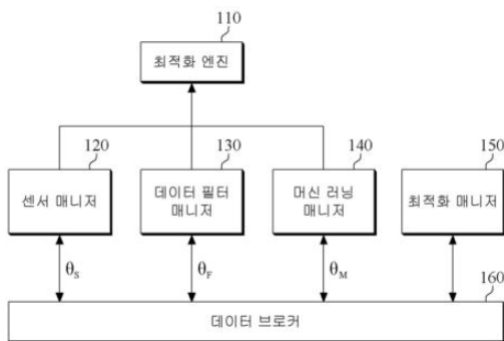 110
최적화 엔진
120
130
140
150
센서 매니저
데이터 필터
매니저
머신 러닝
매니저
최적화 매니저
θS
θF
θM
160
데이터 브로커